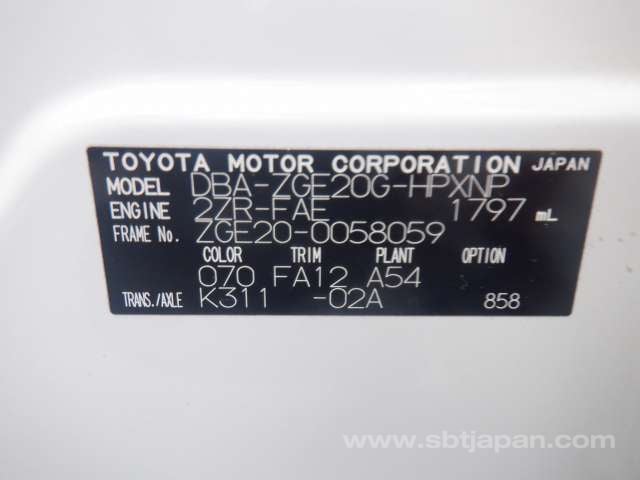 TOYOTA MOTOR CORPORATION JAPAN
MODEL DBA-ZGE20G-HPXNP
ENGINE 2ZR-FAE 1797 mL
FRAME No. ZGE20-0058059
COLOR TRIM PLANT OPTION
070 FA12 A54
TRANS./AXLE K311 -02A 858
www.sbtjapan.com